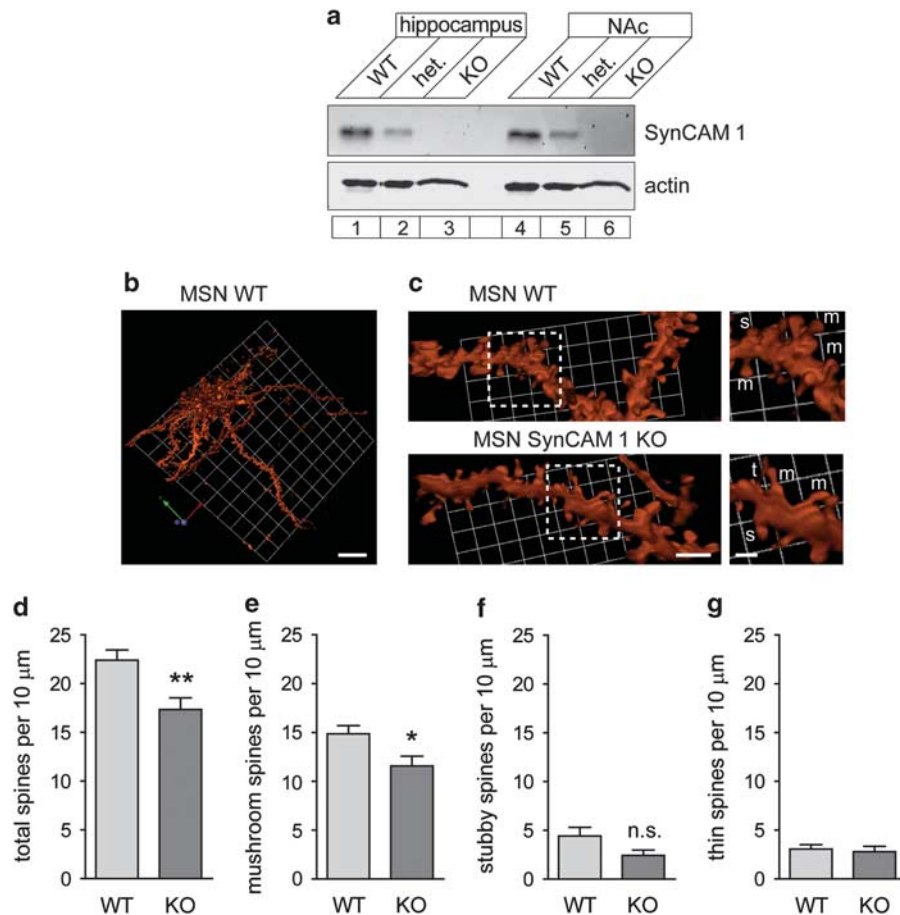 a
hippocampus NAc
WT het. KO WT het. KO
SynCAM 1
actin
1 2 3 4 5 6
b
MSN WT
c
MSN WT
s m m m
MSN SynCAM 1 KO
t m m s
d
total spines per 10 µm
25
20
15
10
5
0
**
WT KO
e
mushroom spines per 10 µm
25
20
15
10
5
0
*
WT KO
f
stubby spines per 10 µm
25
20
15
10
5
0
n.s.
WT KO
g
thin spines per 10 µm
25
20
15
10
5
0
WT KO